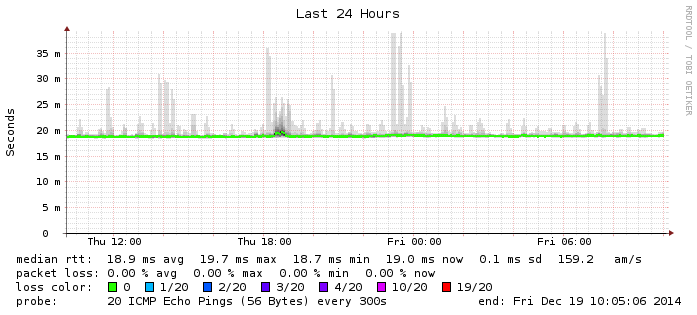 Last 24 Hours
RRDTOOL / TOBI OETIKER
Seconds
35 m
30 m
25 m
20 m
15 m
10 m
5 m
0
Thu 12:00 Thu 18:00 Fri 00:00 Fri 06:00
median rtt: 18.9 ms avg 19.7 ms max 18.7 ms min 19.0 ms now 0.1 ms sd 159.2 am/s
packet loss: 0.00 % avg 0.00 % max 0.00 % min 0.00 % now
loss color: 0 1/20 2/20 3/20 4/20 10/20 19/20
probe: 20 ICMP Echo Pings (56 Bytes) every 300s end: Fri Dec 19 10:05:06 2014